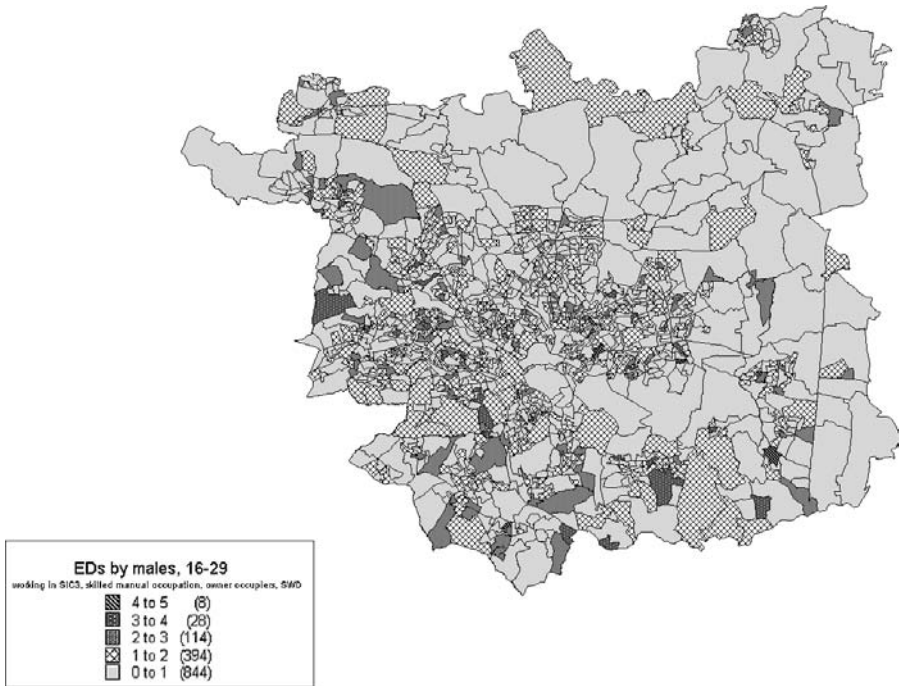 EDs by males, 16-29
working in SIC3, skilled manual occupation, owner occupiers, SWD
4 to 5 (8)
3 to 4 (28)
2 to 3 (114)
1 to 2 (394)
0 to 1 (844)